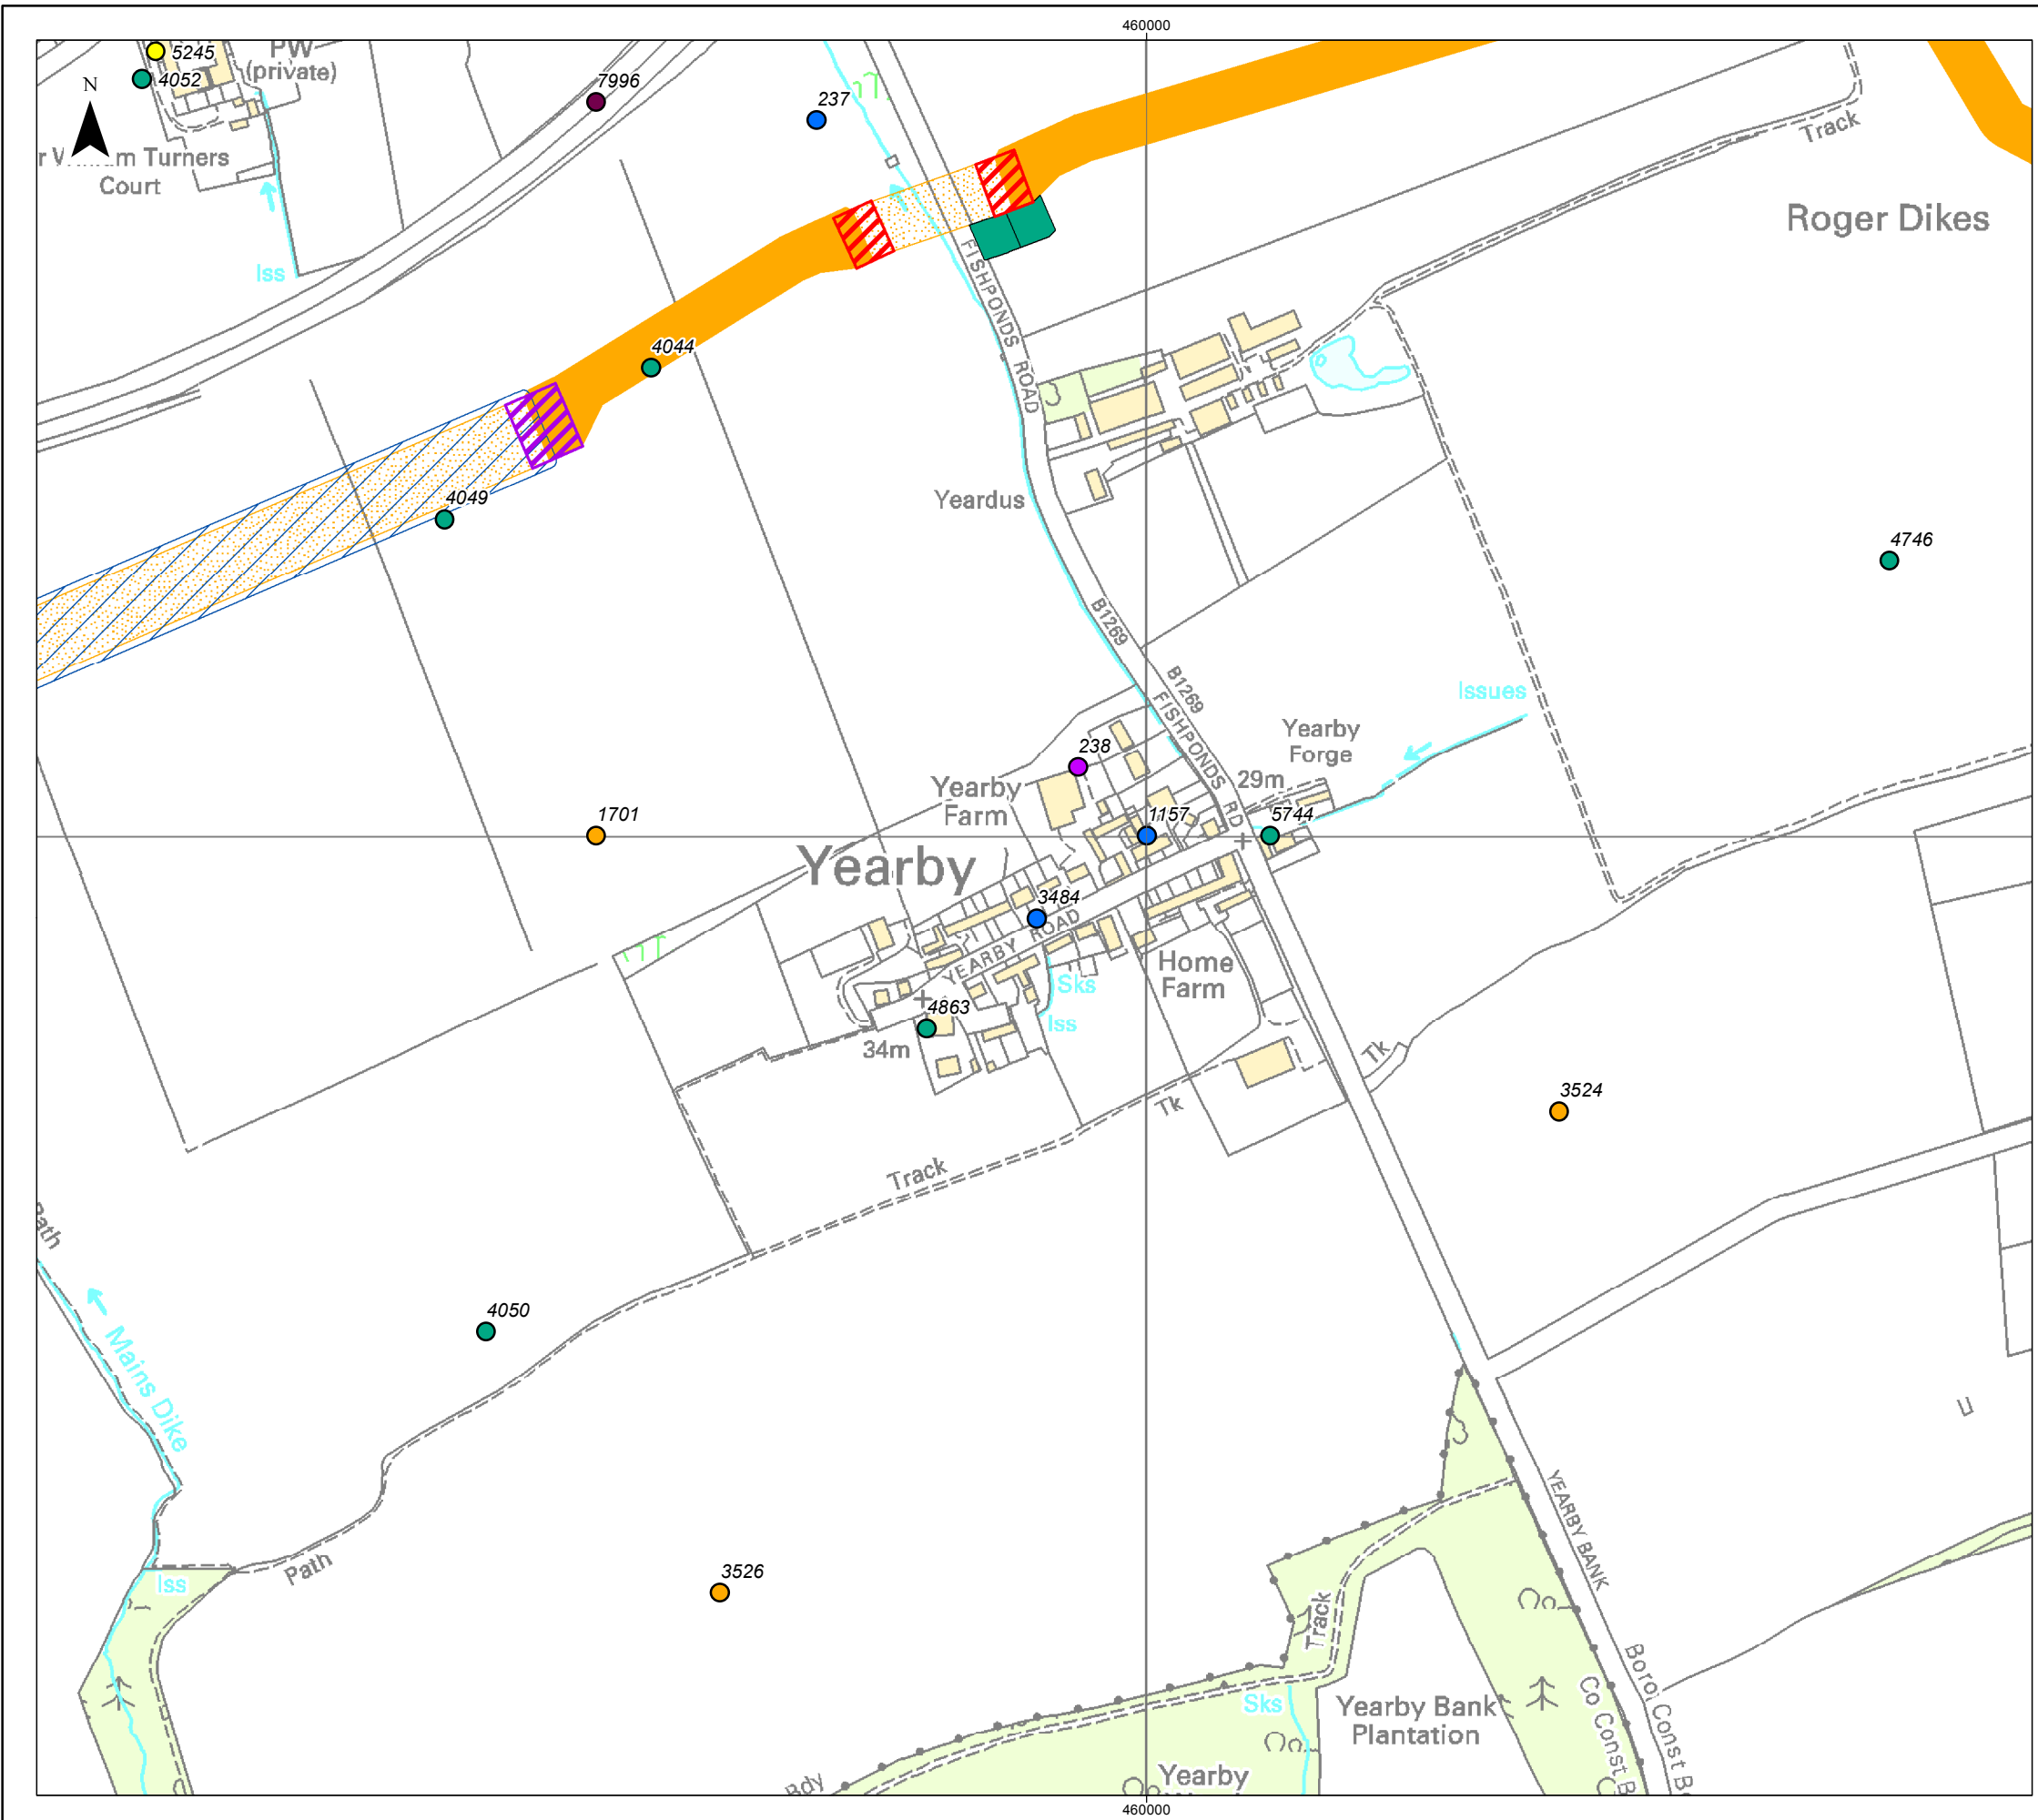 460000
5245
PW
(private)
4052
N
7996
237
Track
Turners
Court
Roger Dikes
Iss
FISHPONDS ROAD
4044
4049
Yeardus
4746
B1269
B1269
FISHPONDS RD
Issues
Yearby
Forge
238
29m
Yearby
Farm
1701
1157
5744
Yearby
3484
YEARBY ROAD
Home
Farm
Sks
4863
Iss
34m
Tk
Tk
3524
Track
Path
4050
Mains Dike
YEARBY BANK
Path
Iss
3526
Track
Boro Const B
Co Const B
Sks
Yearby Bank
Plantation
Bdy
Yearby
460000